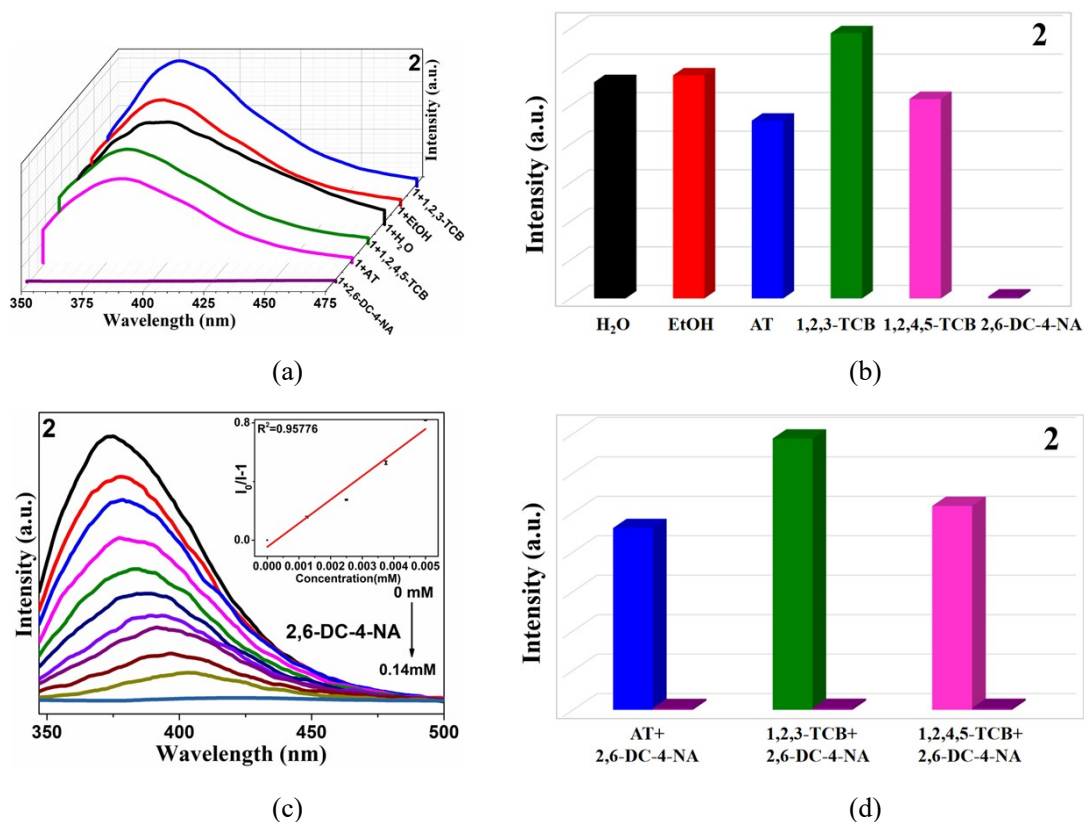 2
Intensity (a.u.)
1+1,2,3-TCB
1+EtOH
1+H₂O
1+1,2,4,5-TCB
1+AT
1+2,6-DC-4-NA
350 375 400 425 450 475
Wavelength (nm)
(a)
2
Intensity (a.u.)
H₂O EtOH AT 1,2,3-TCB 1,2,4,5-TCB 2,6-DC-4-NA
(b)
2
Intensity (a.u.)
R²=0.95776
0.8
I₀/I-1
0.0
0.000 0.001 0.002 0.003 0.004 0.005
Concentration(mM)
0 mM
2,6-DC-4-NA
0.14mM
350 400 450 500
Wavelength (nm)
(c)
2
Intensity (a.u.)
AT+ 1,2,3-TCB+ 1,2,4,5-TCB+
2,6-DC-4-NA 2,6-DC-4-NA 2,6-DC-4-NA
(d)